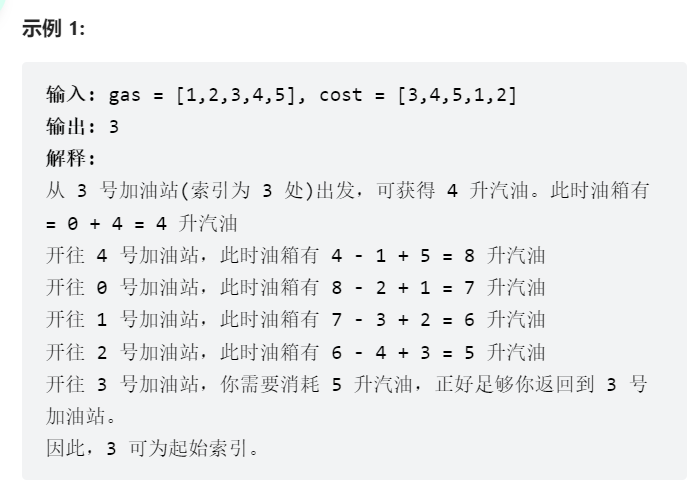 示例 1:
输入: gas = [1,2,3,4,5], cost = [3,4,5,1,2]
输出: 3
解释:
从 3 号加油站(索引为 3 处)出发，可获得 4 升汽油。此时油箱有
= 0 + 4 = 4 升汽油
开往 4 号加油站，此时油箱有 4 - 1 + 5 = 8 升汽油
开往 0 号加油站，此时油箱有 8 - 2 + 1 = 7 升汽油
开往 1 号加油站，此时油箱有 7 - 3 + 2 = 6 升汽油
开往 2 号加油站，此时油箱有 6 - 4 + 3 = 5 升汽油
开往 3 号加油站，你需要消耗 5 升汽油，正好足够你返回到 3 号
加油站。
因此，3 可为起始索引。